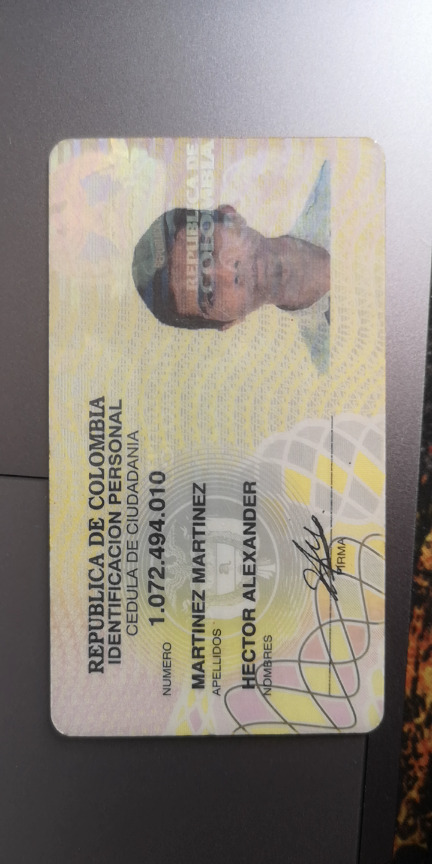 REPUBLICA DE COLOMBIA
IDENTIFICACION PERSONAL
CEDULA DE CIUDADANIA
NUMERO 1.072.494.010
MARTINEZ MARTINEZ
APELLIDOS
HECTOR ALEXANDER
NOMBRES
FIRMA
REPUBLICA DE
COLOMBIA